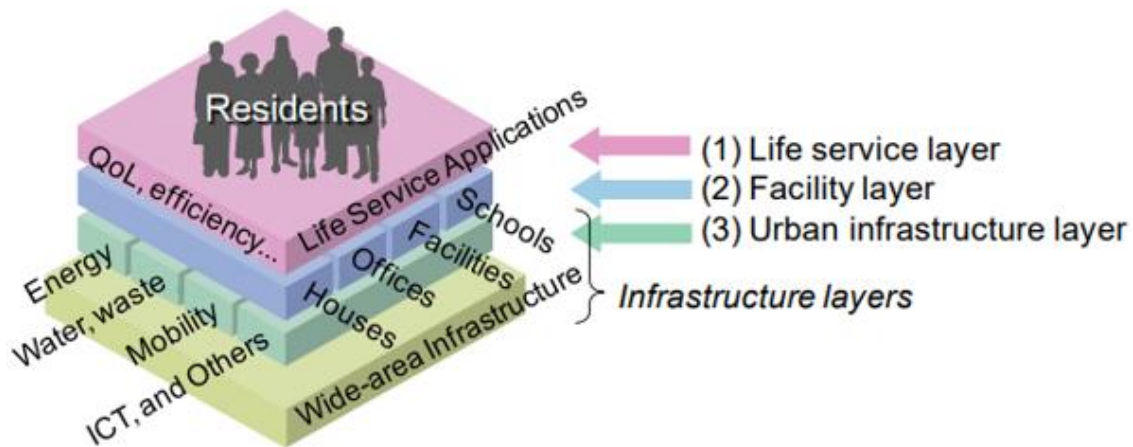 Residents
QoL, efficiency...
Life Service Applications
Schools
Facilities
Offices
Houses
Energy
Water, waste
Mobility
ICT, and Others
Wide-area Infrastructure
(1) Life service layer
(2) Facility layer
(3) Urban infrastructure layer
Infrastructure layers